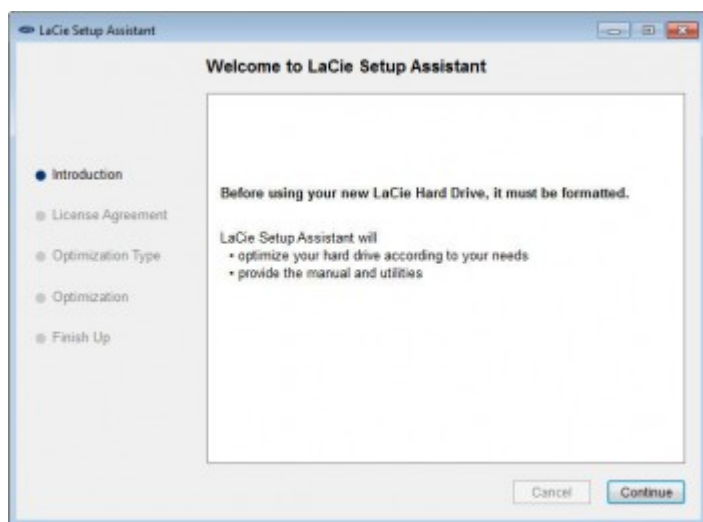 LaCie Setup Assistant
Welcome to LaCie Setup Assistant
Introduction
License Agreement
Optimization Type
Optimization
Finish Up
Before using your new LaCie Hard Drive, it must be formatted.
LaCie Setup Assistant will
• optimize your hard drive according to your needs
• provide the manual and utilities
Cancel
Continue